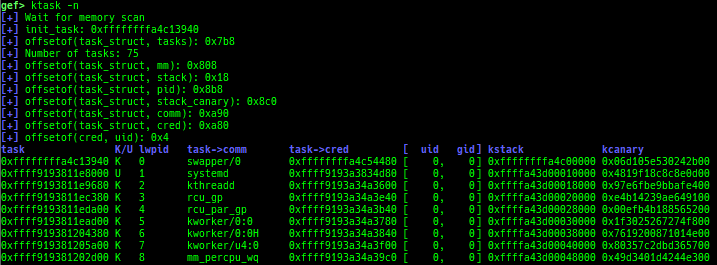 gef> ktask -n
[+] Wait for memory scan
[+] init_task: 0xffffffffa4c13940
[+] offsetof(task_struct, tasks): 0x7b8
[+] Number of tasks: 75
[+] offsetof(task_struct, mm): 0x808
[+] offsetof(task_struct, stack): 0x18
[+] offsetof(task_struct, pid): 0x8b8
[+] offsetof(task_struct, stack_canary): 0x8c0
[+] offsetof(task_struct, comm): 0xa90
[+] offsetof(task_struct, cred): 0xa80
[+] offsetof(cred, uid): 0x4
task K/U lwpid task->comm task->cred [ uid gid] kstack kcanary
0xffffffffa4c13940 K 0 swapper/0 0xffffffffa4c54480 [ 0, 0] 0xffffffffa4c00000 0x06d105e530242b00
0xffff9193811e8000 U 1 systemd 0xffff9193a3834d80 [ 0, 0] 0xffffa43d00010000 0x4819f18c8c8e0d00
0xffff9193811e9680 K 2 kthreadd 0xffff9193a34a3600 [ 0, 0] 0xffffa43d00018000 0x97e6fbe9bbafe400
0xffff9193811ec380 K 3 rcu_gp 0xffff9193a34a3e40 [ 0, 0] 0xffffa43d00020000 0xe4b14239ae649100
0xffff9193811eda00 K 4 rcu_par_gp 0xffff9193a34a3b40 [ 0, 0] 0xffffa43d00028000 0x00efb4b188565200
0xffff9193811ead00 K 5 kworker/0:0 0xffff9193a34a3780 [ 0, 0] 0xffffa43d00030000 0x1f3025267274f800
0xffff919381204380 K 6 kworker/0:0H 0xffff9193a34a3840 [ 0, 0] 0xffffa43d00038000 0x7619200871014e00
0xffff919381205a00 K 7 kworker/u4:0 0xffff9193a34a3f00 [ 0, 0] 0xffffa43d00040000 0x80357c2dbd365700
0xffff919381202d00 K 8 mm_percpu_wq 0xffff9193a34a39c0 [ 0, 0] 0xffffa43d00048000 0x49d3401d4244e300